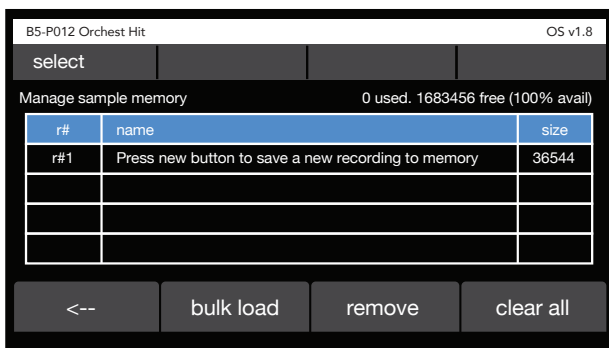 B5-P012 Orchest Hit OS v1.8
select
Manage sample memory 0 used. 1683456 free (100% avail)
r# name size
r#1 Press new button to save a new recording to memory 36544
<-- bulk load remove clear all